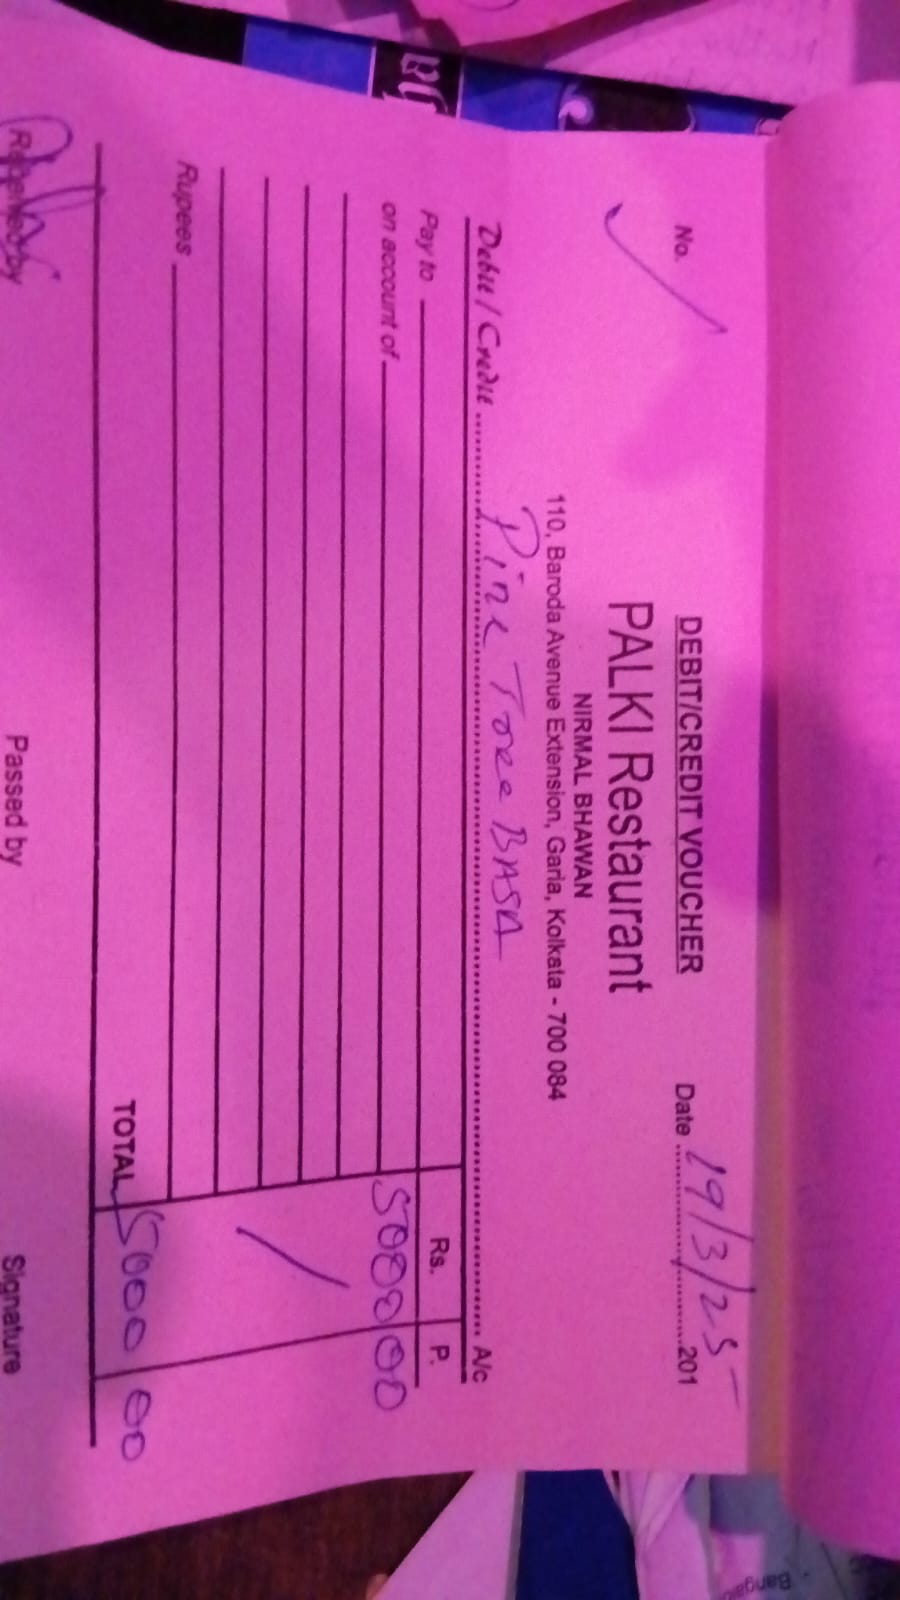 No.
DEBIT/CREDIT VOUCHER
Date 19/3/25 201
PALKI Restaurant
NIRMAL BHAWAN
110, Baroda Avenue Extension, Garia, Kolkata - 700 084
Debit / Credit Pine Tree BASA A/c
Pay to Rs. P.
on account of 5000 00
Rupees
TOTAL 5000 00
Received by Passed by Signature